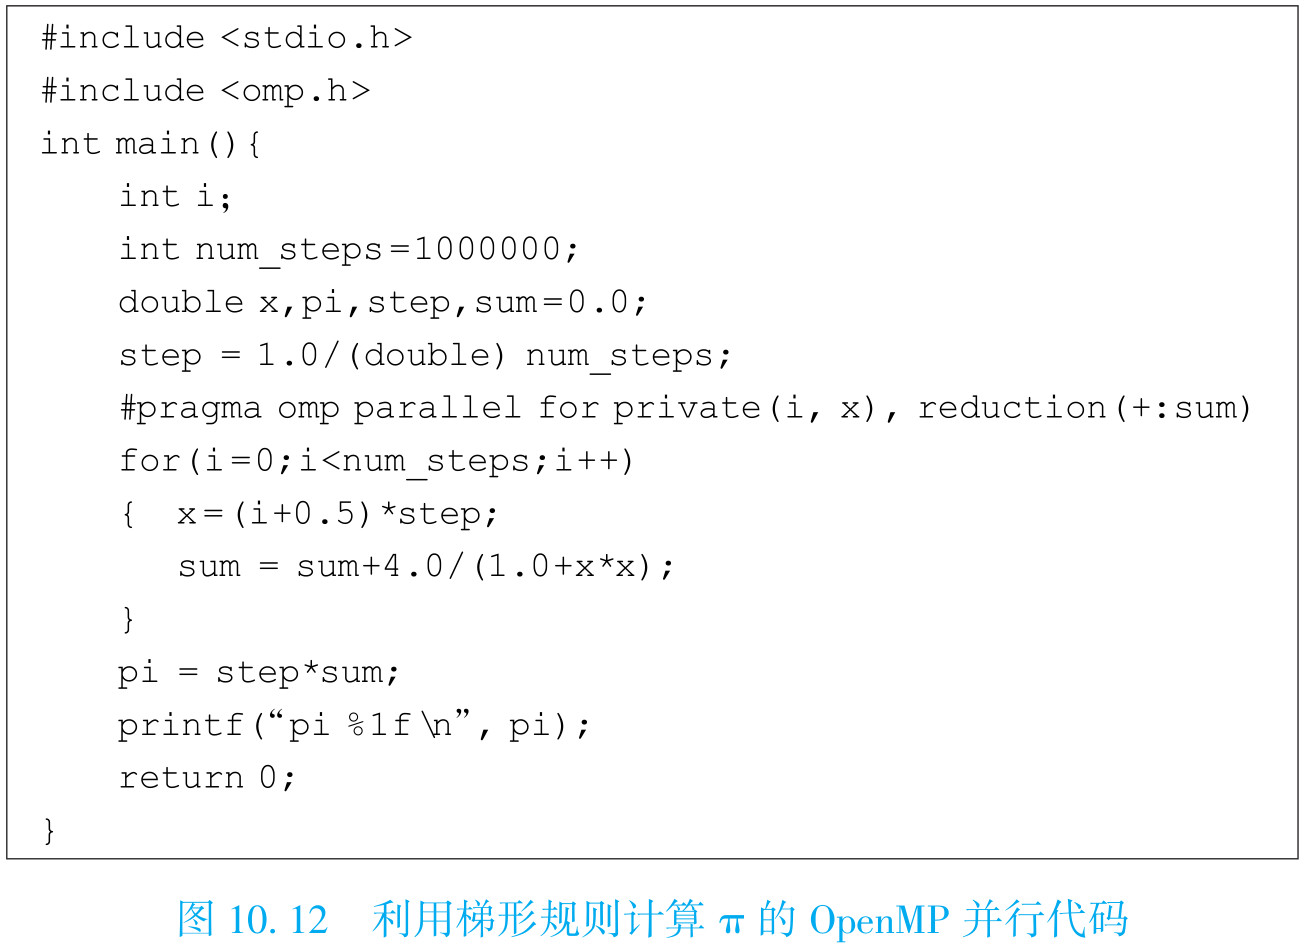 #include <stdio.h>
#include <omp.h>
int main(){
int i;
int num_steps=1000000;
double x,pi,step,sum=0.0;
step = 1.0/(double) num_steps;
#pragma omp parallel for private(i, x), reduction(+:sum)
for(i=0;i<num_steps;i++)
{ x=(i+0.5)*step;
sum = sum+4.0/(1.0+x*x);
}
pi = step*sum;
printf(“pi %1f\n”, pi);
return 0;
}
图 10.12 利用梯形规则计算 π 的 OpenMP 并行代码